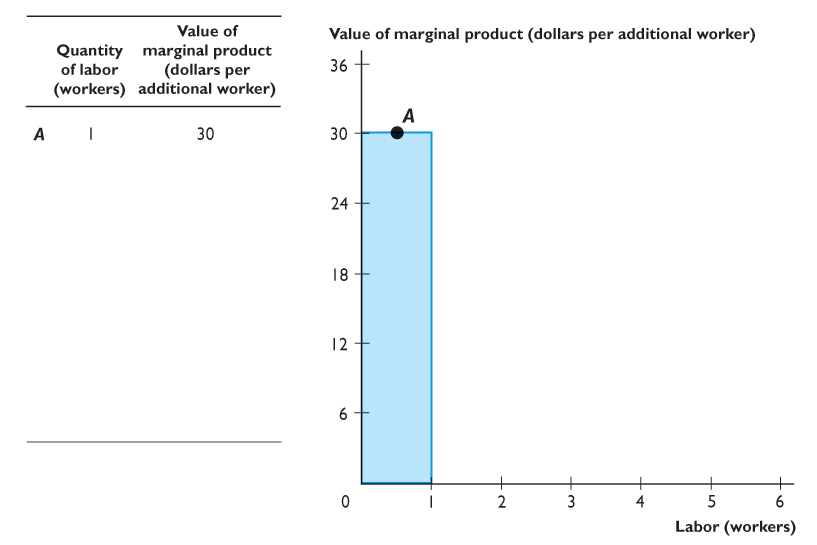 Quantity
of labor
(workers)
Value of
marginal product
(dollars per
additional worker)
A 1 30
Value of marginal product (dollars per additional worker)
36
30
24
18
12
6
A
0 1 2 3 4 5 6
Labor (workers)